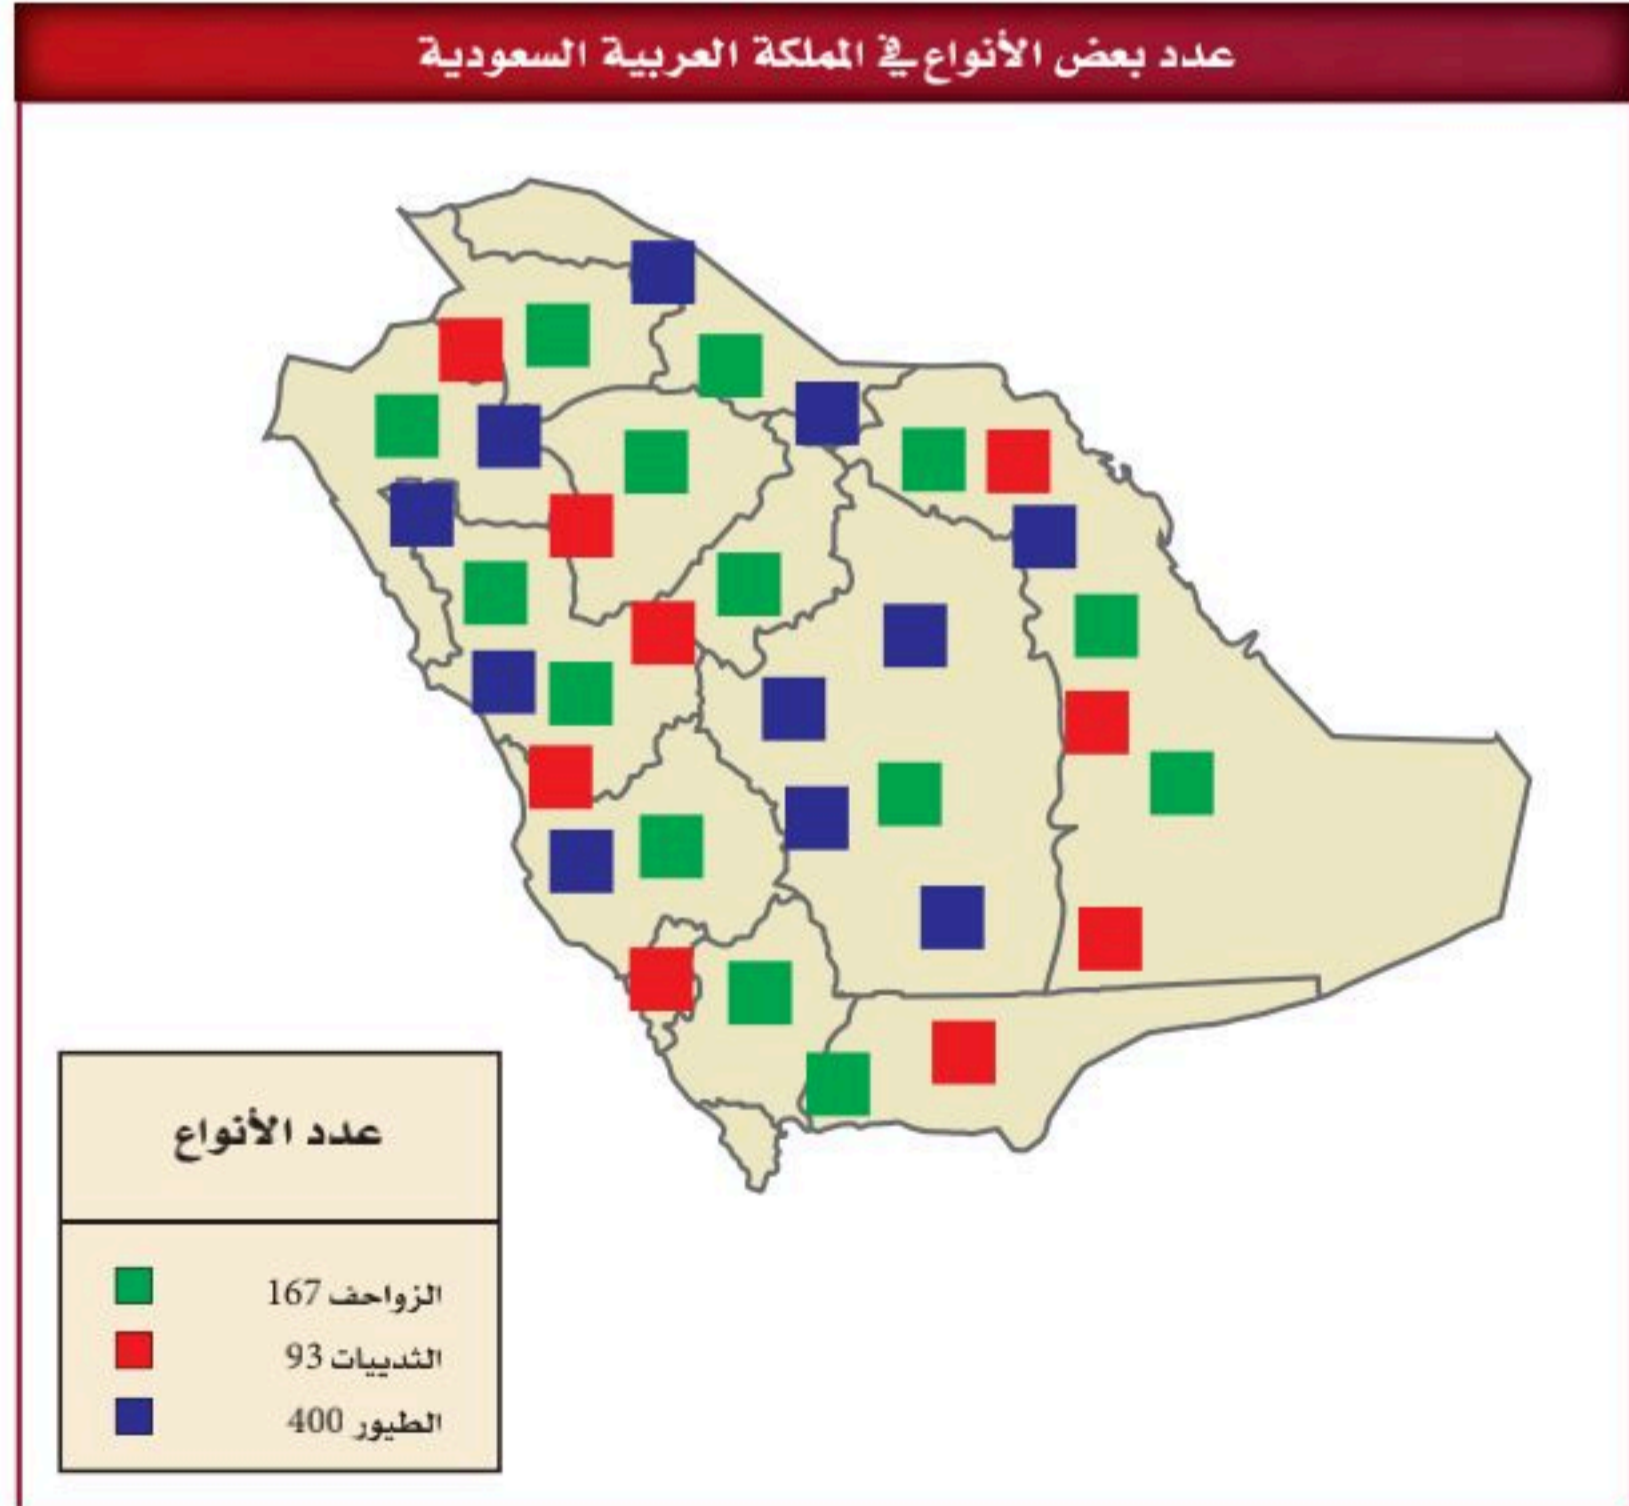 عدد بعض الأنواع في المملكة العربية السعودية
عدد الأنواع
الزواحف 167
الثدييات 93
الطيور 400